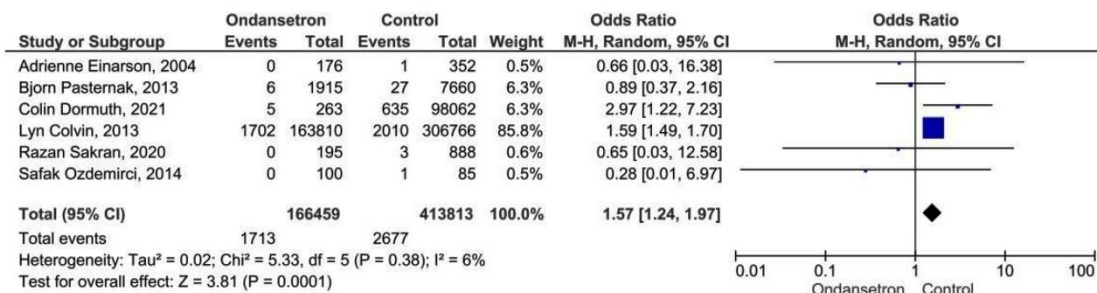 Ondansetron Control Odds Ratio Odds Ratio
Study or Subgroup Events Total Events Total Weight M-H, Random, 95% CI M-H, Random, 95% CI
Adrienne Einarson, 2004 0 176 1 352 0.5% 0.66 [0.03, 16.38]
Bjorn Pasternak, 2013 6 1915 27 7660 6.3% 0.89 [0.37, 2.16]
Colin Dormuth, 2021 5 263 635 98062 6.3% 2.97 [1.22, 7.23]
Lyn Colvin, 2013 1702 163810 2010 306766 85.8% 1.59 [1.49, 1.70]
Razan Sakran, 2020 0 195 3 888 0.6% 0.65 [0.03, 12.58]
Safak Ozdemirci, 2014 0 100 1 85 0.5% 0.28 [0.01, 6.97]
Total (95% CI) 166459 413813 100.0% 1.57 [1.24, 1.97]
Total events 1713 2677
Heterogeneity: Tau² = 0.02; Chi² = 5.33, df = 5 (P = 0.38); I² = 6%
Test for overall effect: Z = 3.81 (P = 0.0001)
0.01 0.1 1 10 100
Ondansetron Control